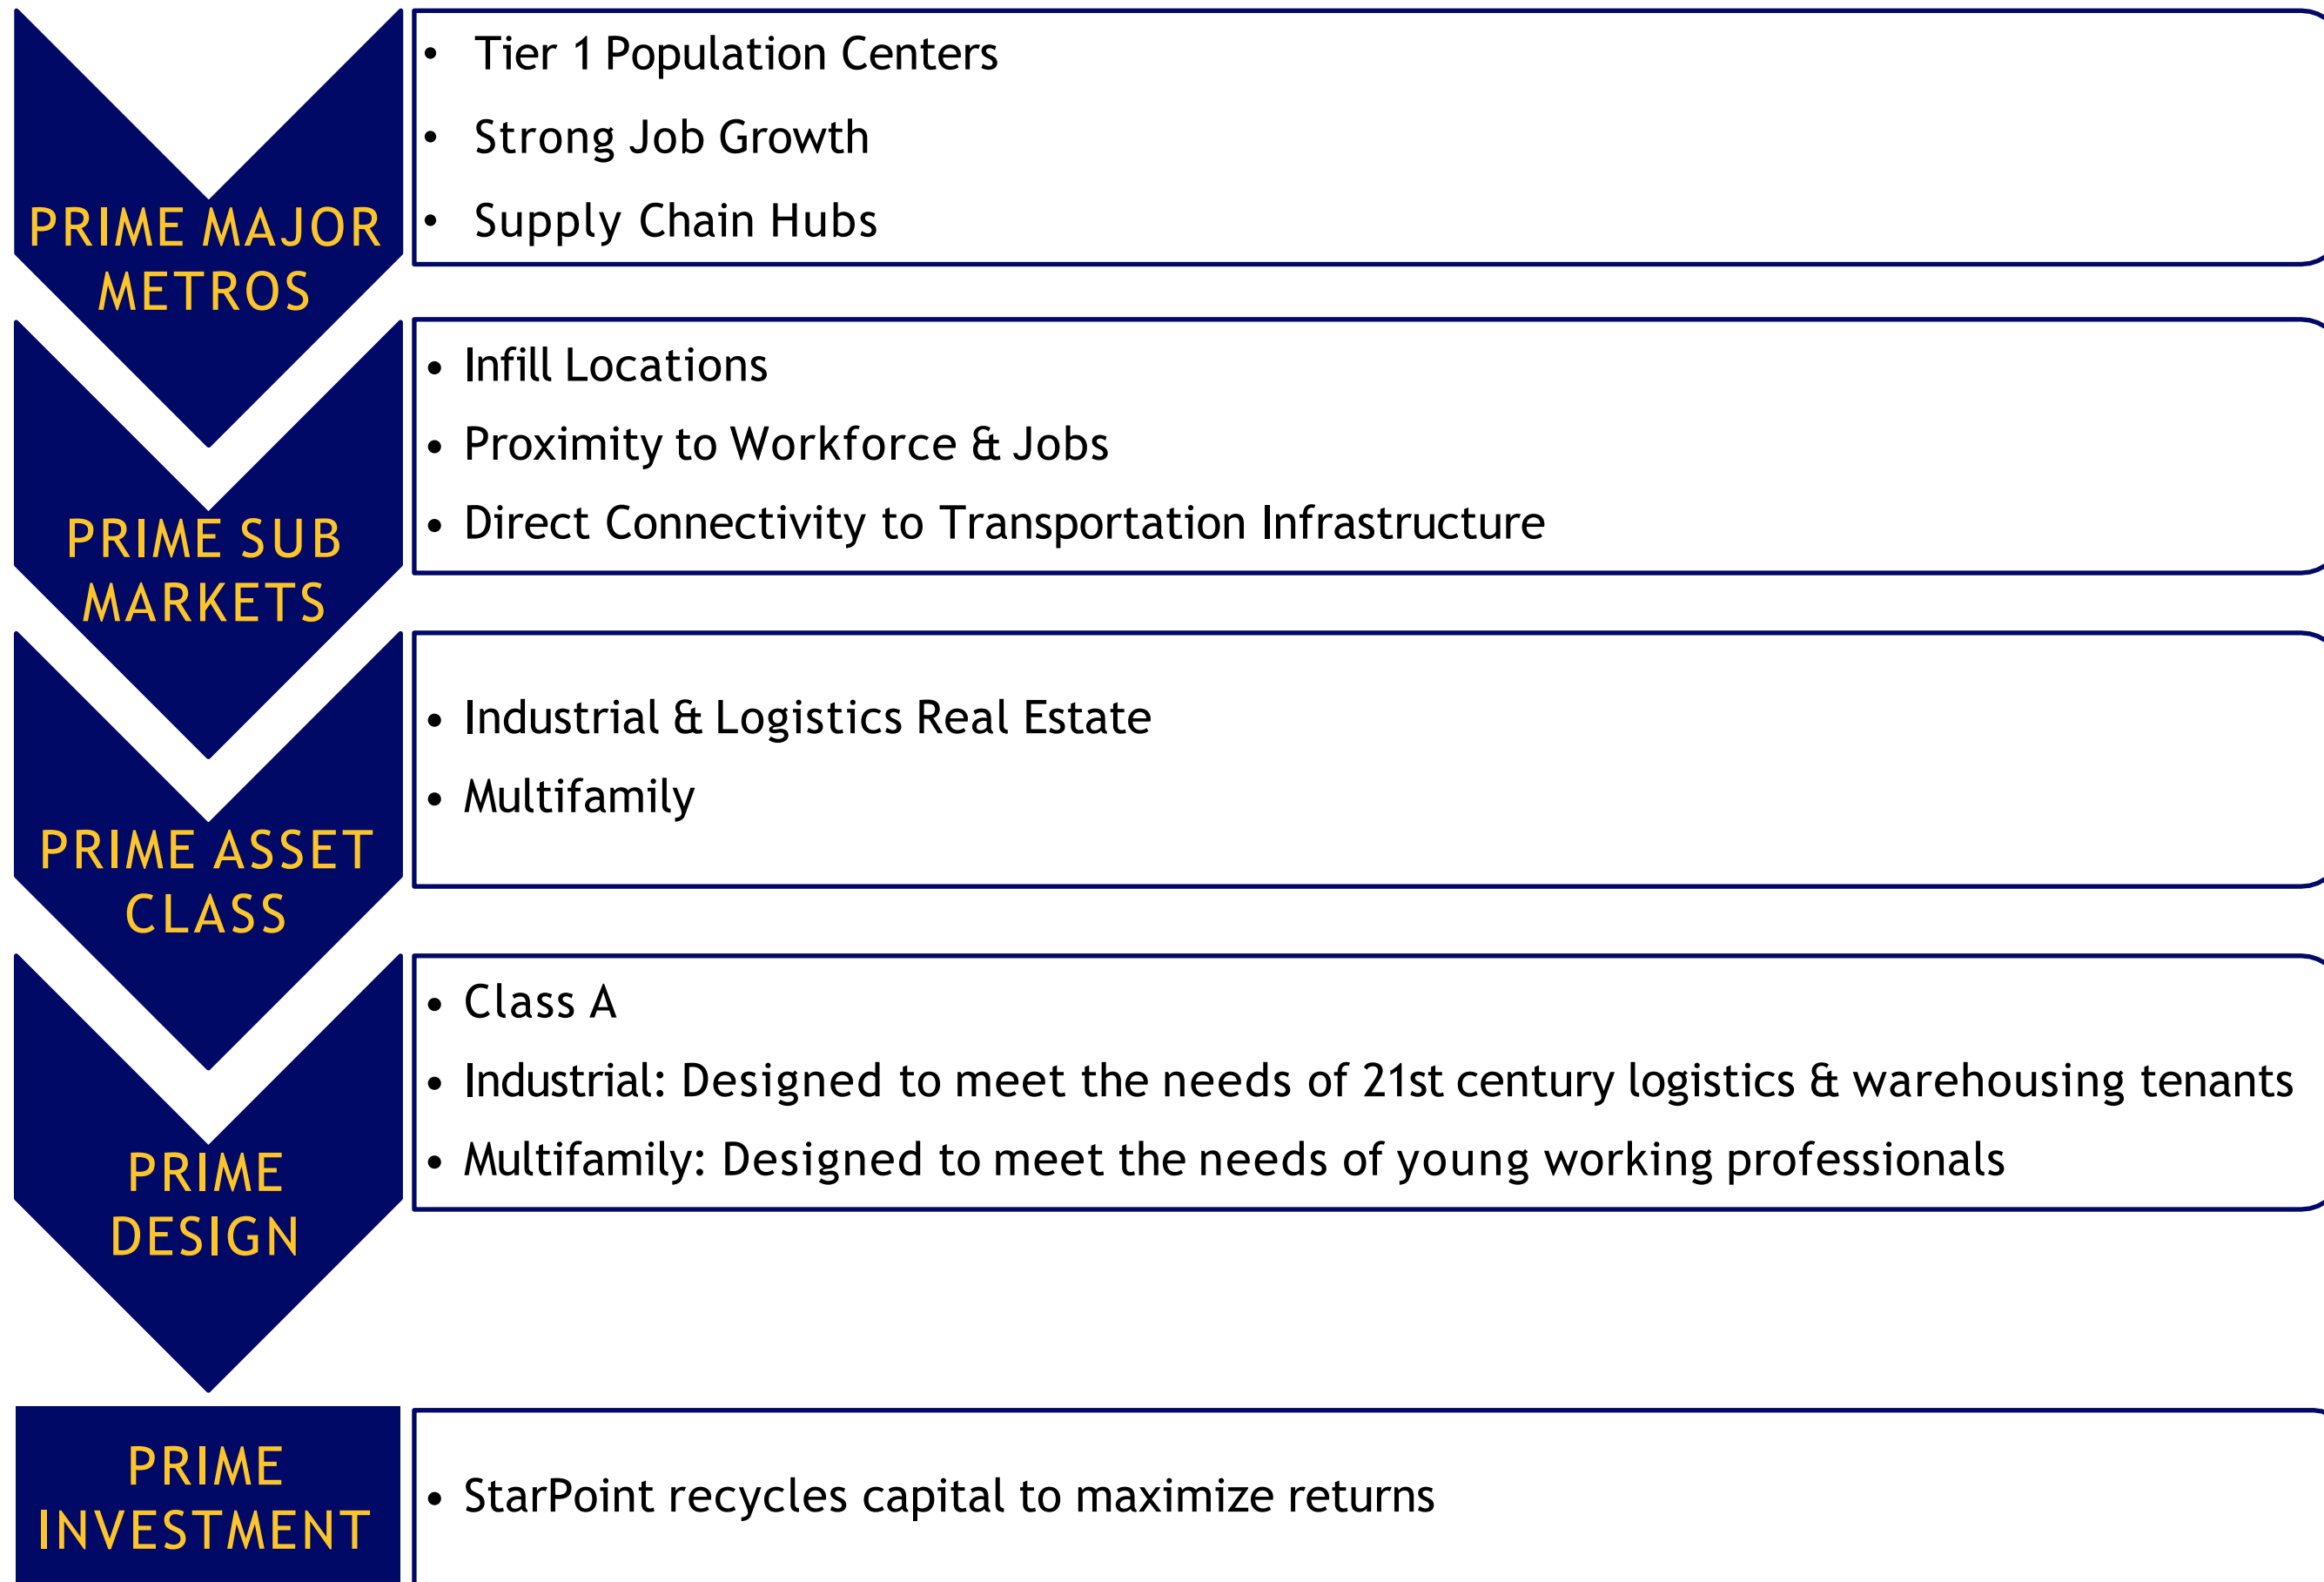 PRIME MAJOR
METROS
• Tier 1 Population Centers
• Strong Job Growth
• Supply Chain Hubs
PRIME SUB
MARKETS
• Infill Locations
• Proximity to Workforce & Jobs
• Direct Connectivity to Transportation Infrastructure
PRIME ASSET
CLASS
• Industrial & Logistics Real Estate
• Multifamily
PRIME
DESIGN
• Class A
• Industrial: Designed to meet the needs of 21st century logistics & warehousing tenants
• Multifamily: Designed to meet the needs of young working professionals
PRIME
INVESTMENT
• StarPoint recycles capital to maximize returns